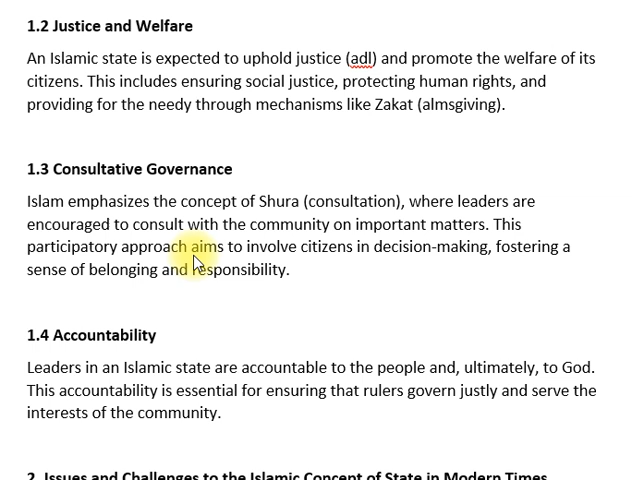 1.2 Justice and Welfare
An Islamic state is expected to uphold justice (adl) and promote the welfare of its
citizens. This includes ensuring social justice, protecting human rights, and
providing for the needy through mechanisms like Zakat (almsgiving).
1.3 Consultative Governance
Islam emphasizes the concept of Shura (consultation), where leaders are
encouraged to consult with the community on important matters. This
participatory approach aims to involve citizens in decision-making, fostering a
sense of belonging and responsibility.
1.4 Accountability
Leaders in an Islamic state are accountable to the people and, ultimately, to God.
This accountability is essential for ensuring that rulers govern justly and serve the
interests of the community.
2. Issues and Challenges to the Islamic Concept of State in Modern Times